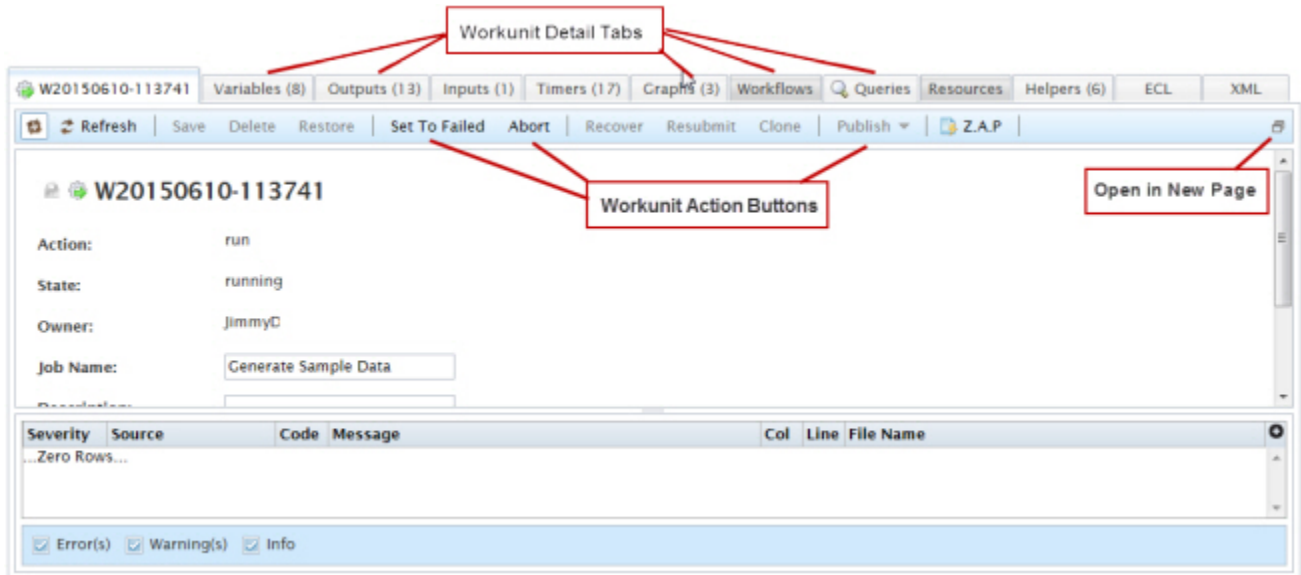 Workunit Detail Tabs
W20150610-113741 Variables (8) Outputs (13) Inputs (1) Timers (17) Graphs (3) Workflows Queries Resources Helpers (6) ECL XML
Refresh Save Delete Restore Set To Failed Abort Recover Resubmit Clone Publish Z.A.P
W20150610-113741
Workunit Action Buttons
Open in New Page
Action: run
State: running
Owner: JimmyD
Job Name: Generate Sample Data
Description:
Severity Source Code Message Col Line File Name
...Zero Rows...
Error(s) Warning(s) Info